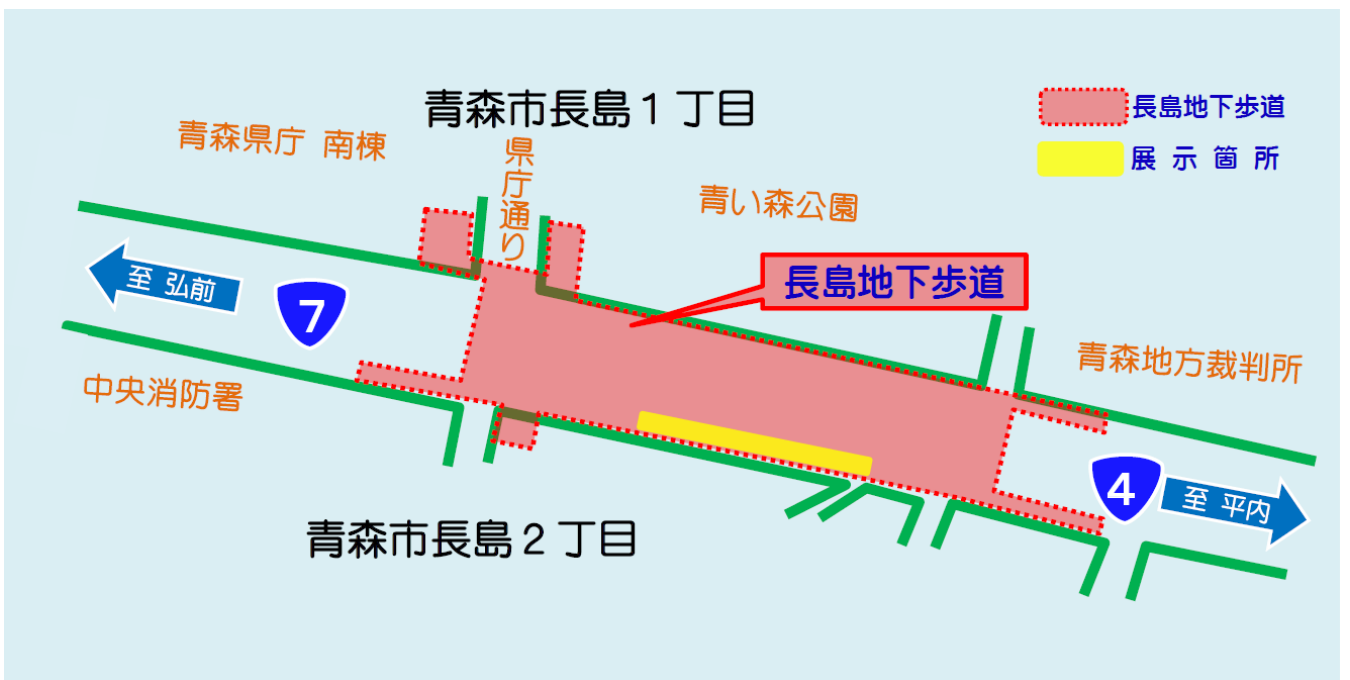 青森市長島1丁目
青森県庁 南棟
県庁通り
青い森公園
長島地下歩道
展示箇所
長島地下歩道
至 弘前
7
中央消防署
青森地方裁判所
4
至 平内
青森市長島2丁目